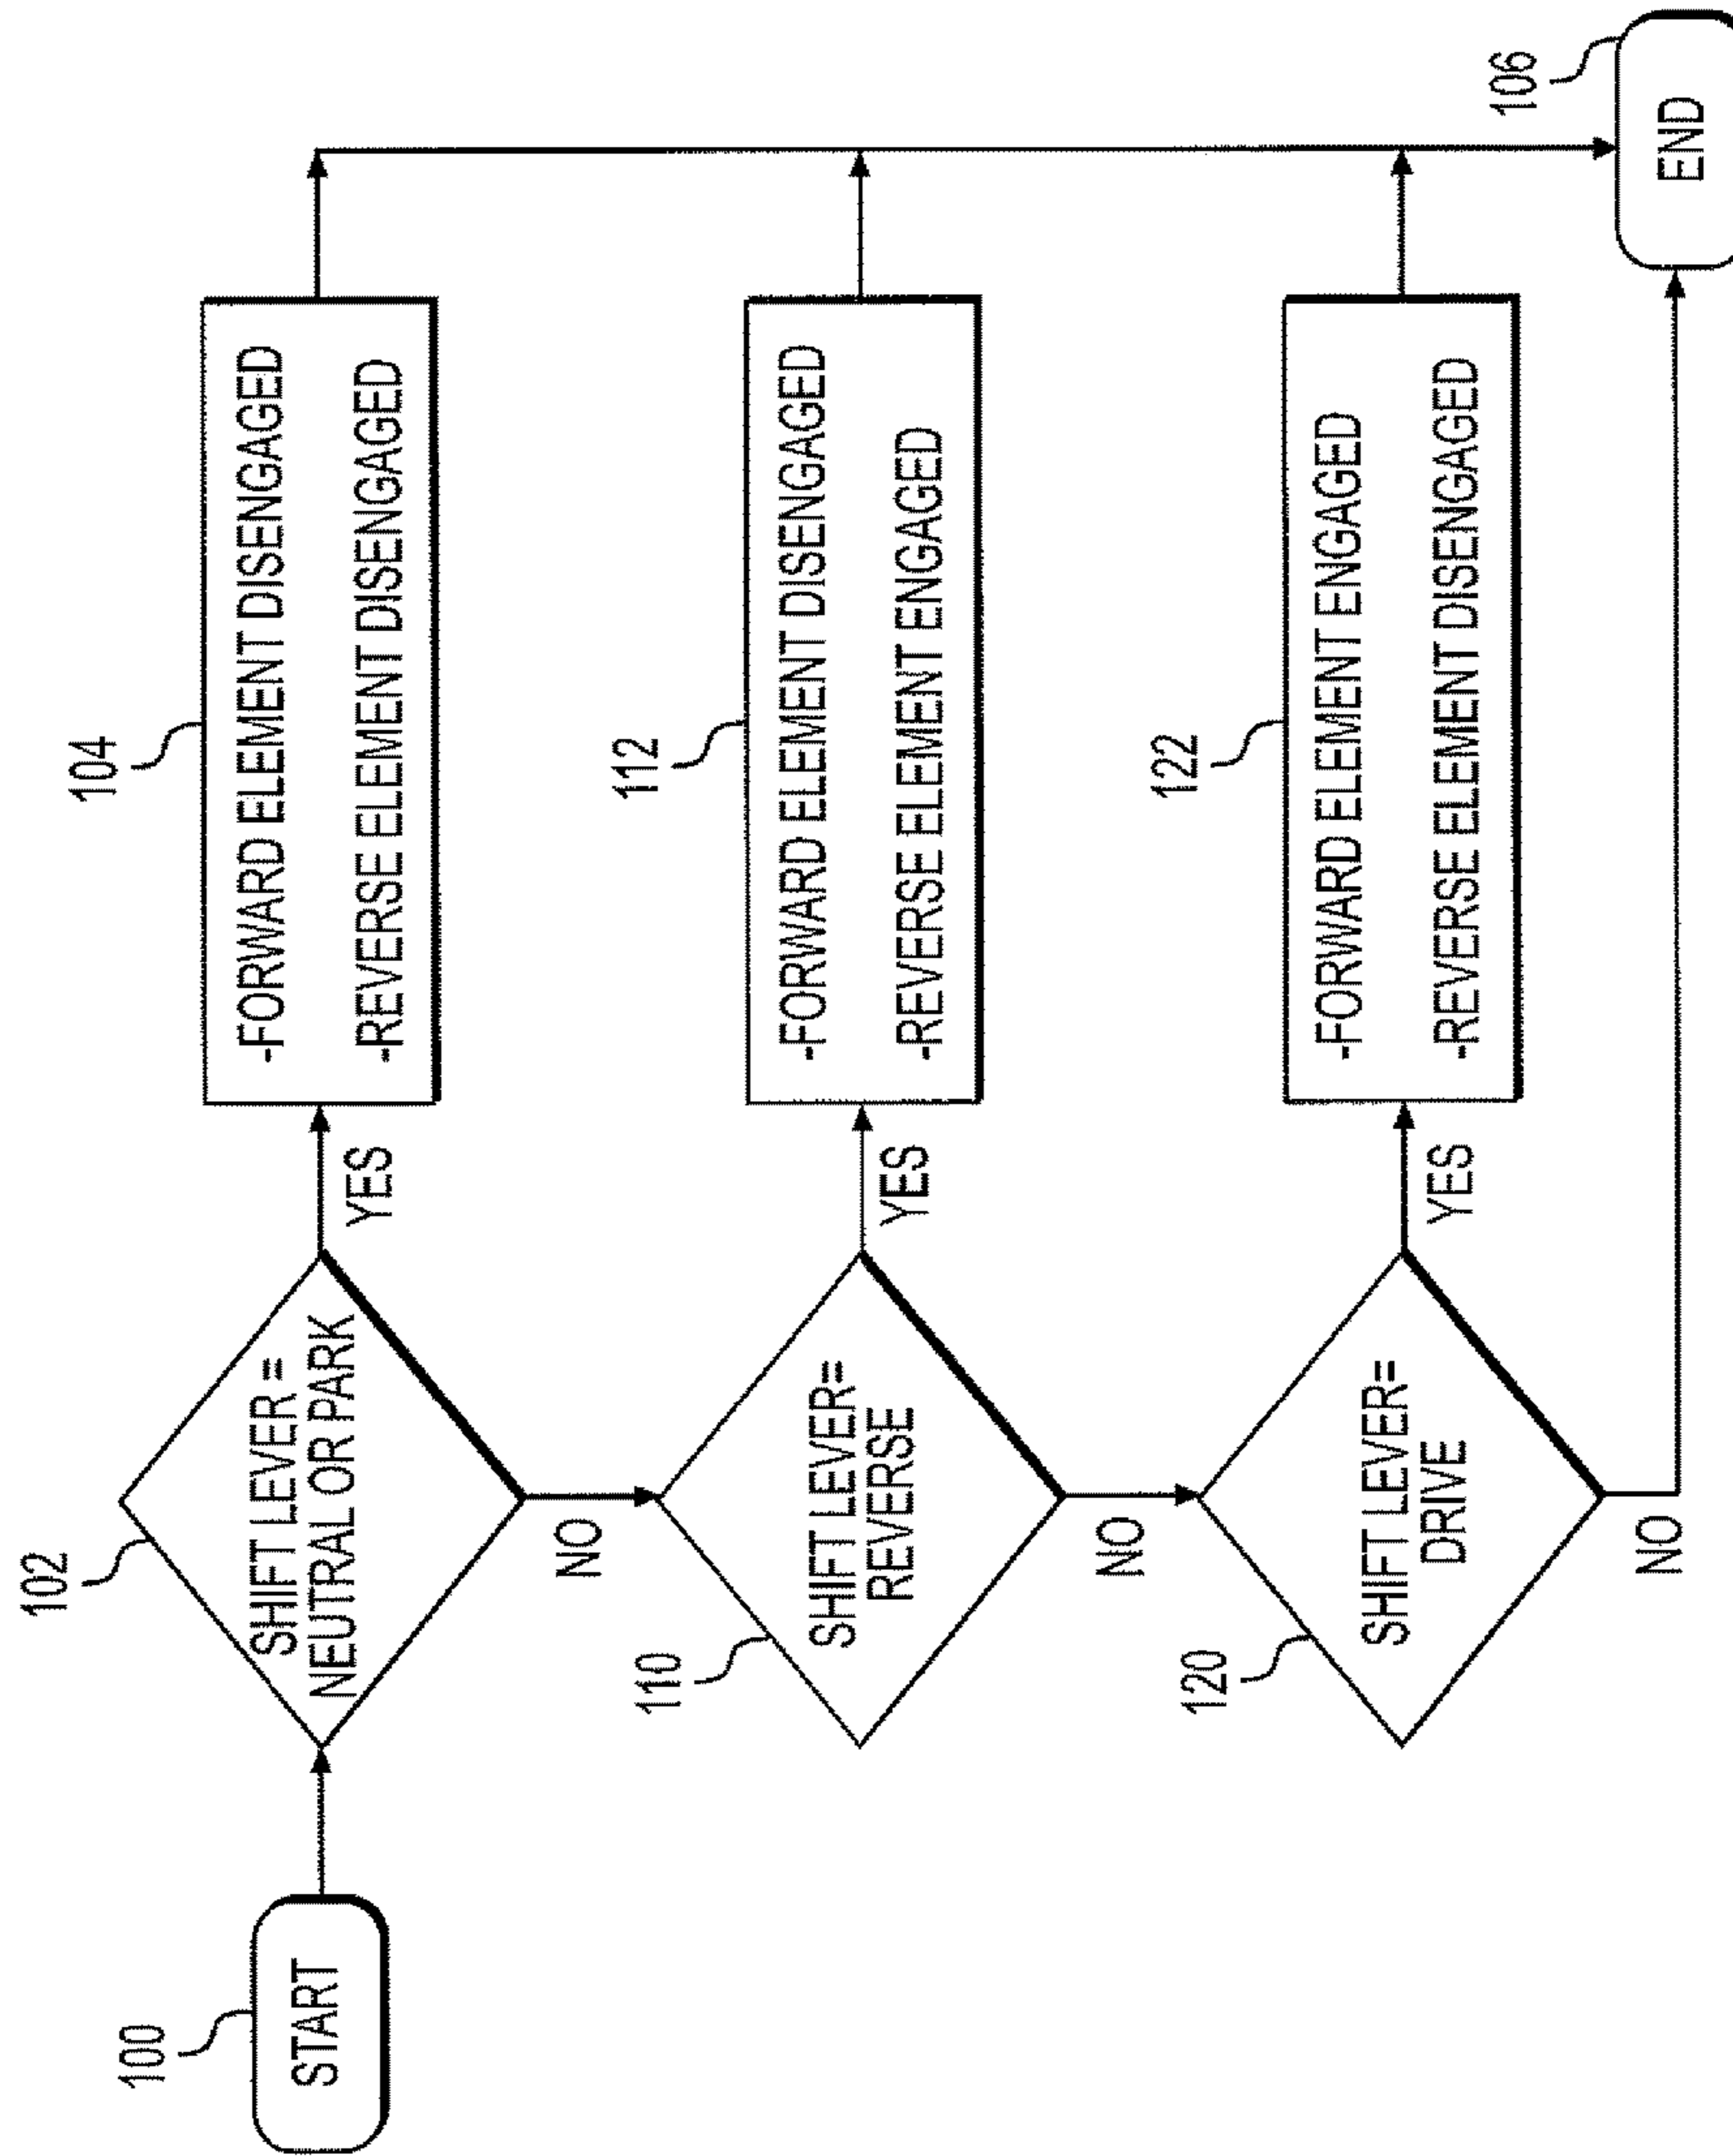 100
START
102
SHIFT LEVER =
NEUTRAL OR PARK
YES
104
-FORWARD ELEMENT DISENGAGED
-REVERSE ELEMENT DISENGAGED
NO
110
SHIFT LEVER=
REVERSE
YES
112
-FORWARD ELEMENT DISENGAGED
-REVERSE ELEMENT ENGAGED
NO
120
SHIFT LEVER=
DRIVE
YES
122
-FORWARD ELEMENT ENGAGED
-REVERSE ELEMENT DISENGAGED
NO
106
END